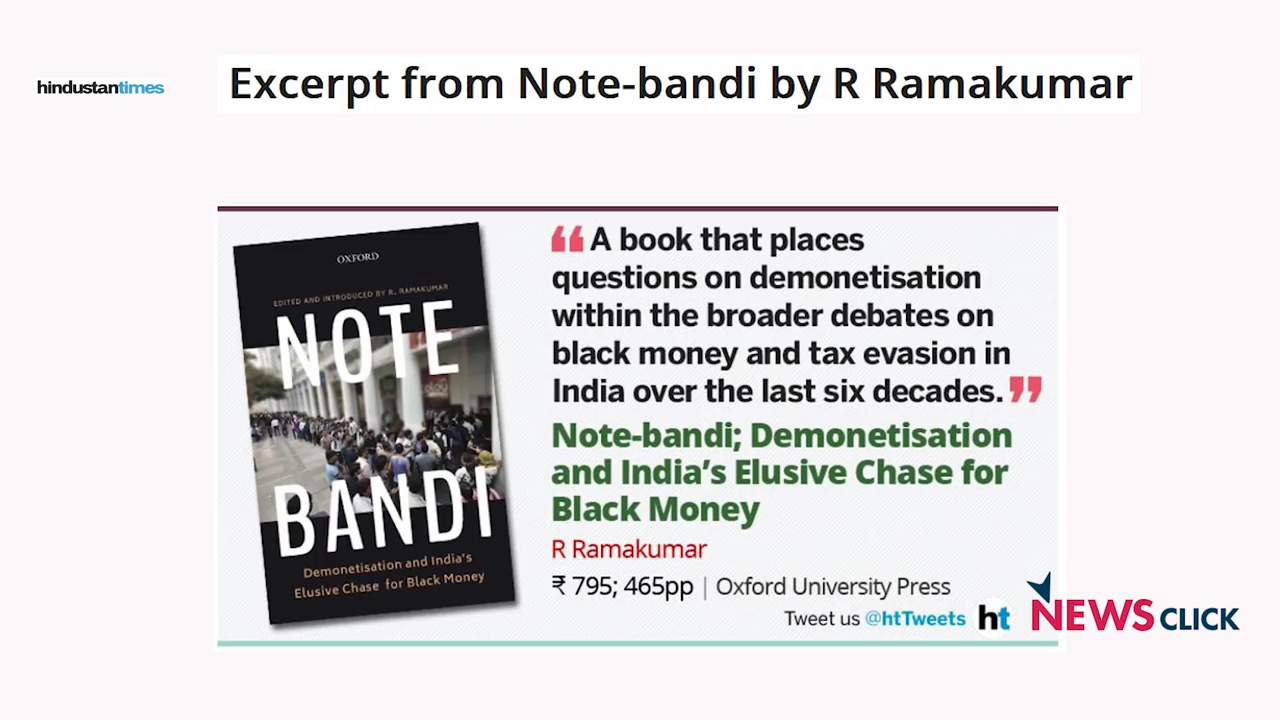 hindustantimes
Excerpt from Note-bandi by R Ramakumar
OXFORD
EDITED AND INTRODUCED BY R. RAMAKUMAR
NOTE
BANDI
Demonetisation and India's
Elusive Chase for Black Money
❝ A book that places
questions on demonetisation
within the broader debates on
black money and tax evasion in
India over the last six decades. ❞
Note-bandi; Demonetisation
and India's Elusive Chase for
Black Money
R Ramakumar
₹ 795; 465pp | Oxford University Press
Tweet us @htTweets ht
NEWSCLICK